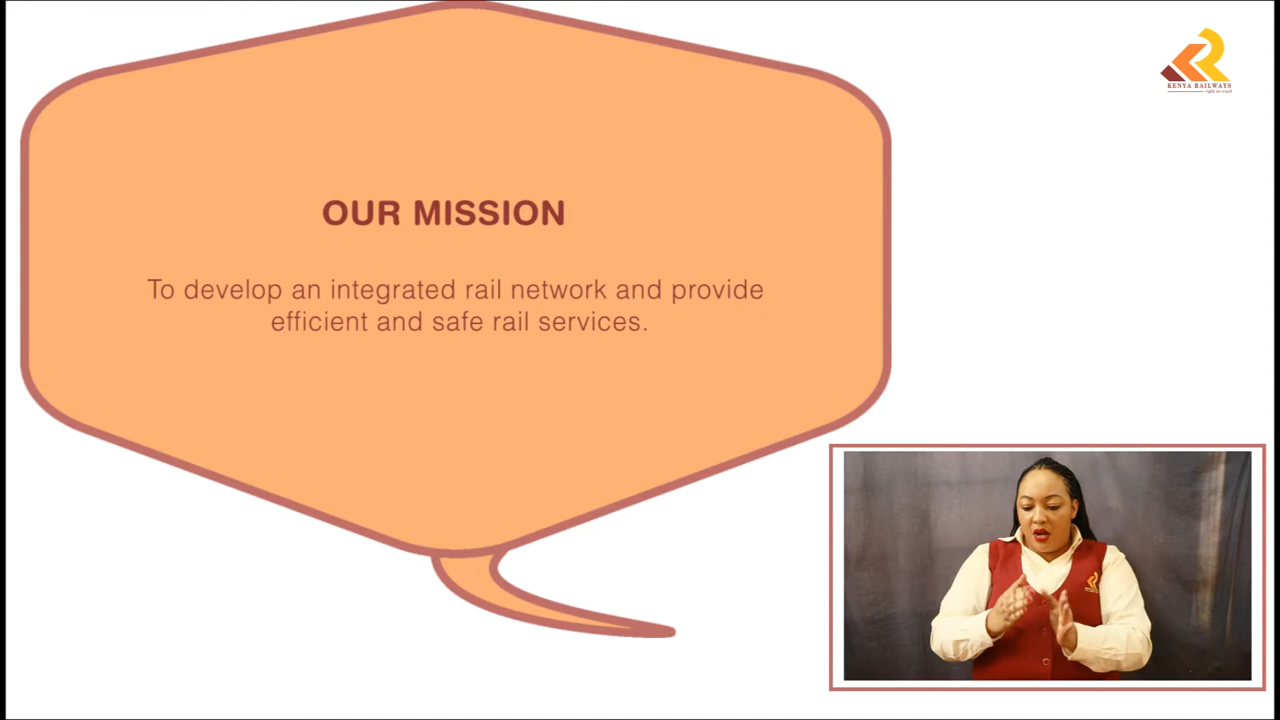 OUR MISSION
To develop an integrated rail network and provide
efficient and safe rail services.
KENYA RAILWAYS